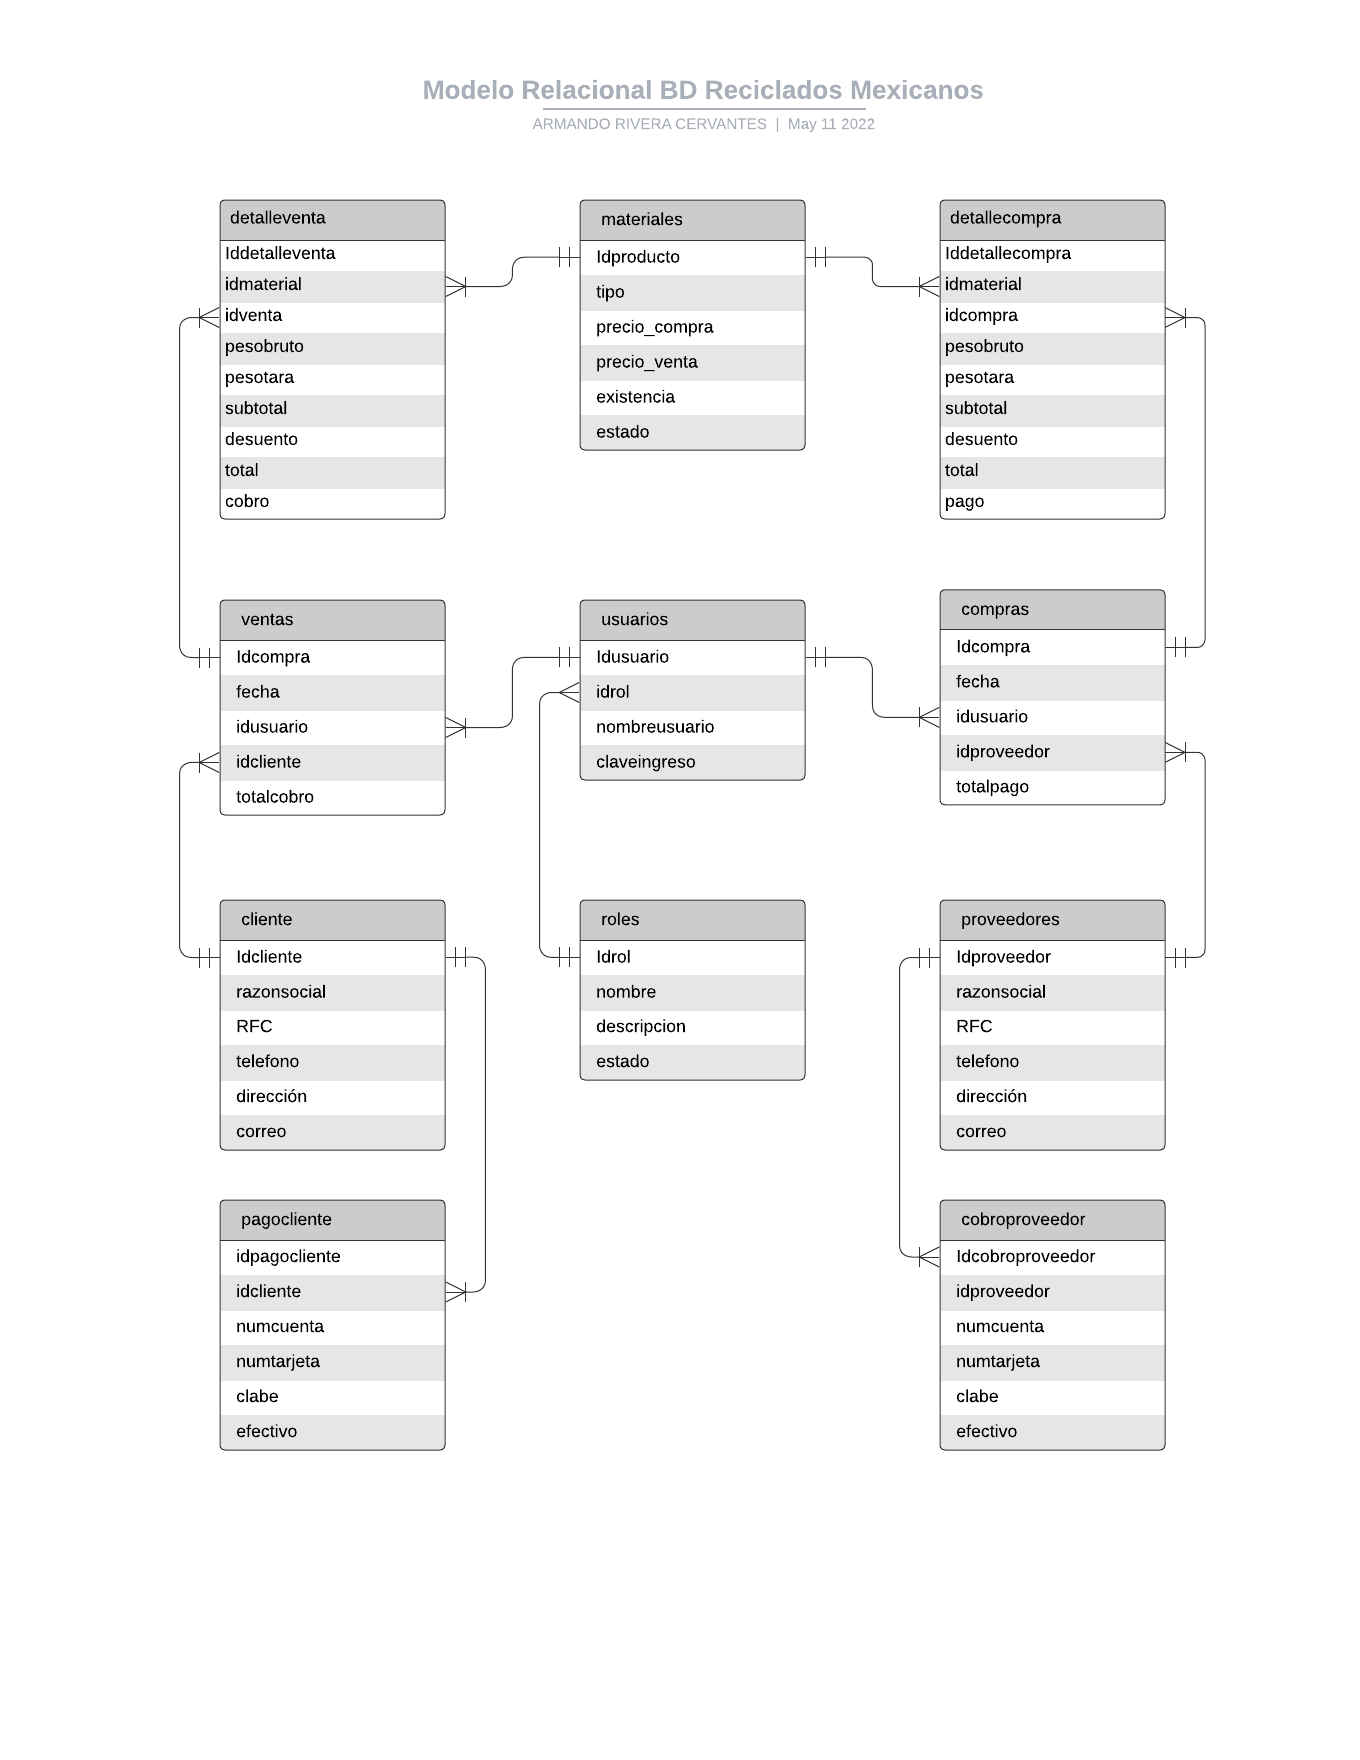 Modelo Relacional BD Reciclados Mexicanos
ARMANDO RIVERA CERVANTES | May 11 2022
detalleventa
Iddetalleventa
idmaterial
idventa
pesobruto
pesotara
subtotal
desuento
total
cobro
materiales
Idproducto
tipo
precio_compra
precio_venta
existencia
estado
detallecompra
Iddetallecompra
idmaterial
idcompra
pesobruto
pesotara
subtotal
desuento
total
pago
ventas
Idcompra
fecha
idusuario
idcliente
totalcobro
usuarios
Idusuario
idrol
nombreusuario
claveingreso
compras
Idcompra
fecha
idusuario
idproveedor
totalpago
cliente
Idcliente
razonsocial
RFC
telefono
dirección
correo
roles
Idrol
nombre
descripcion
estado
proveedores
Idproveedor
razonsocial
RFC
telefono
dirección
correo
pagocliente
idpagocliente
idcliente
numcuenta
numtarjeta
clabe
efectivo
cobroproveedor
Idcobroproveedor
idproveedor
numcuenta
numtarjeta
clabe
efectivo